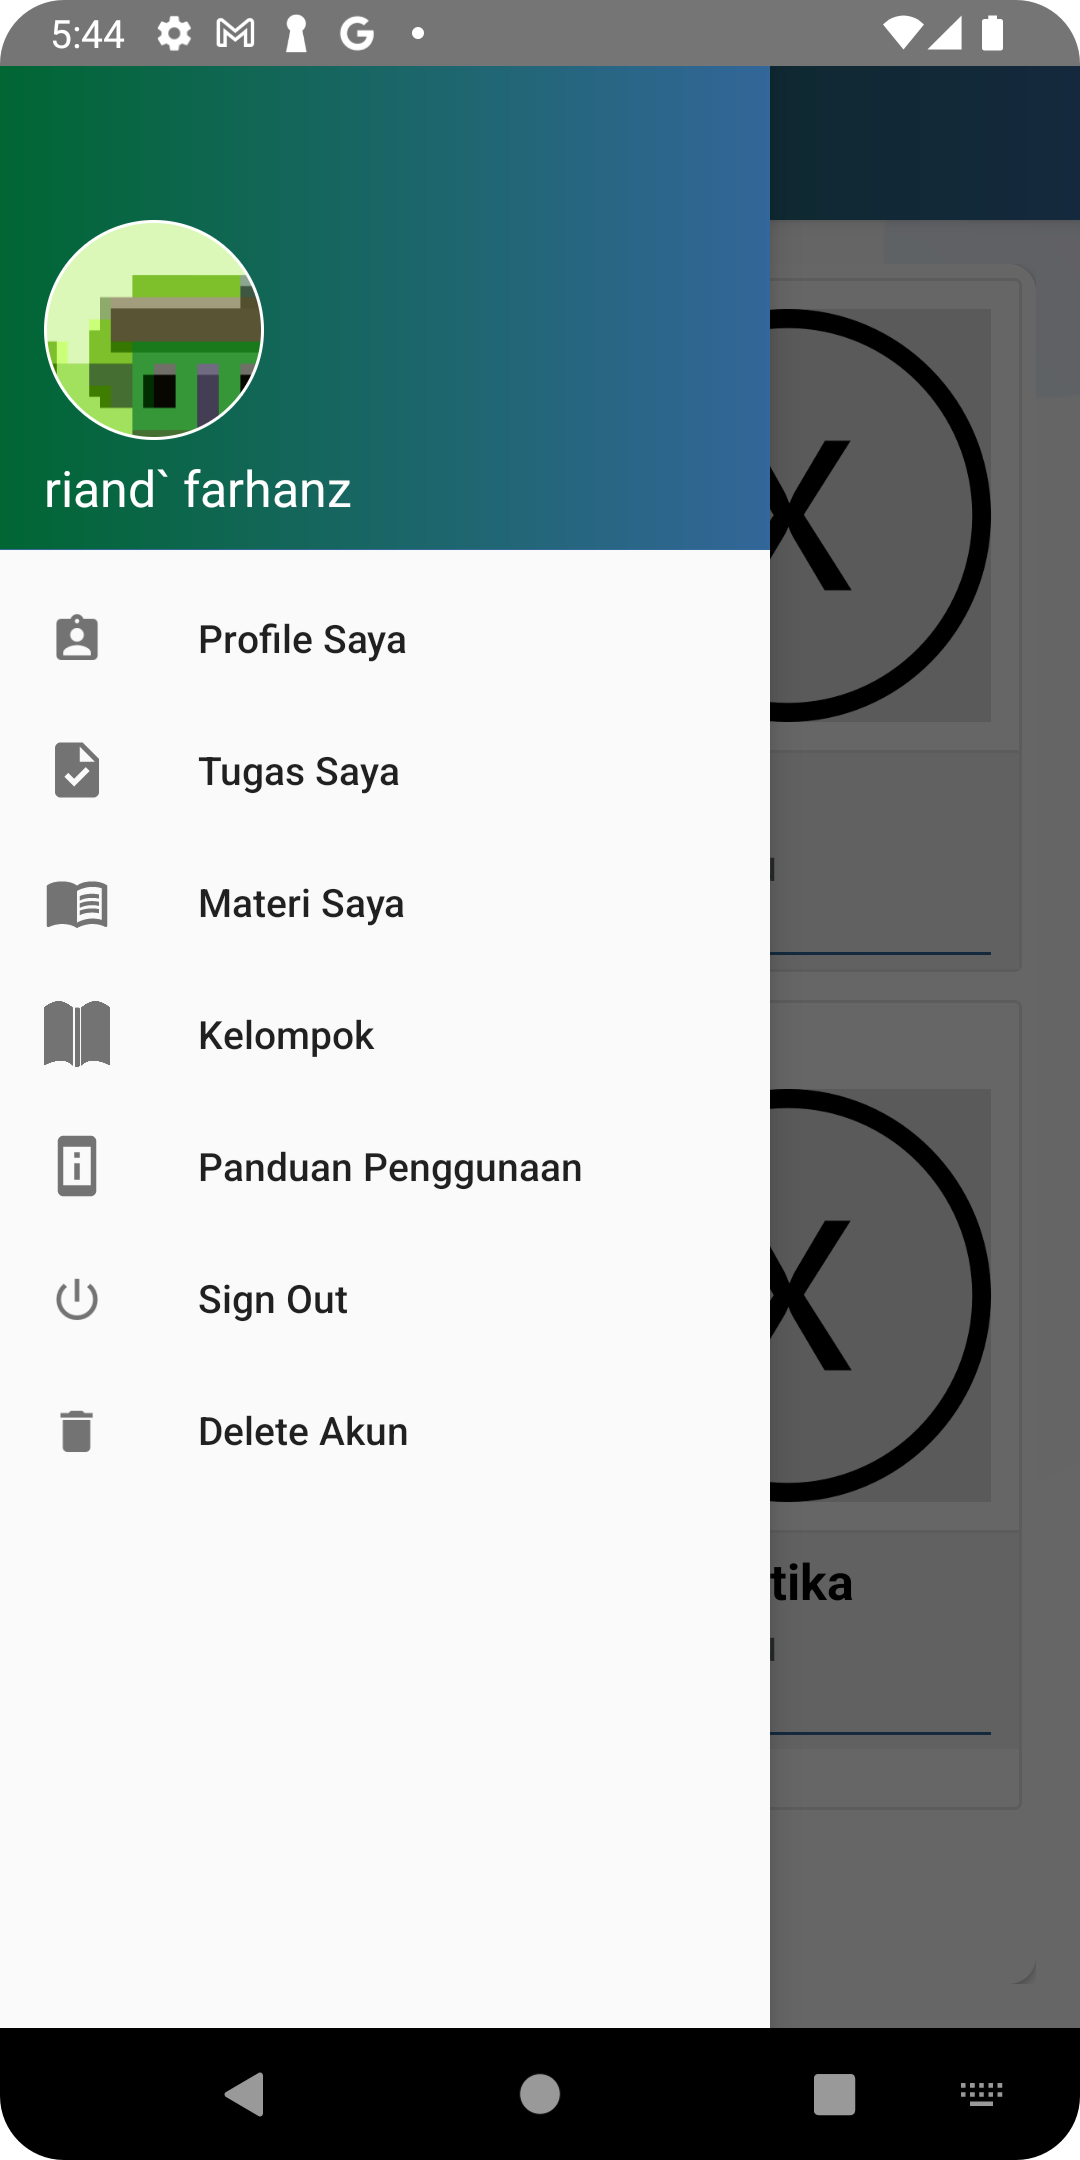 5:44
riand` farhanz
Profile Saya
Tugas Saya
Materi Saya
Kelompok
Panduan Penggunaan
Sign Out
Delete Akun
X
X
tika